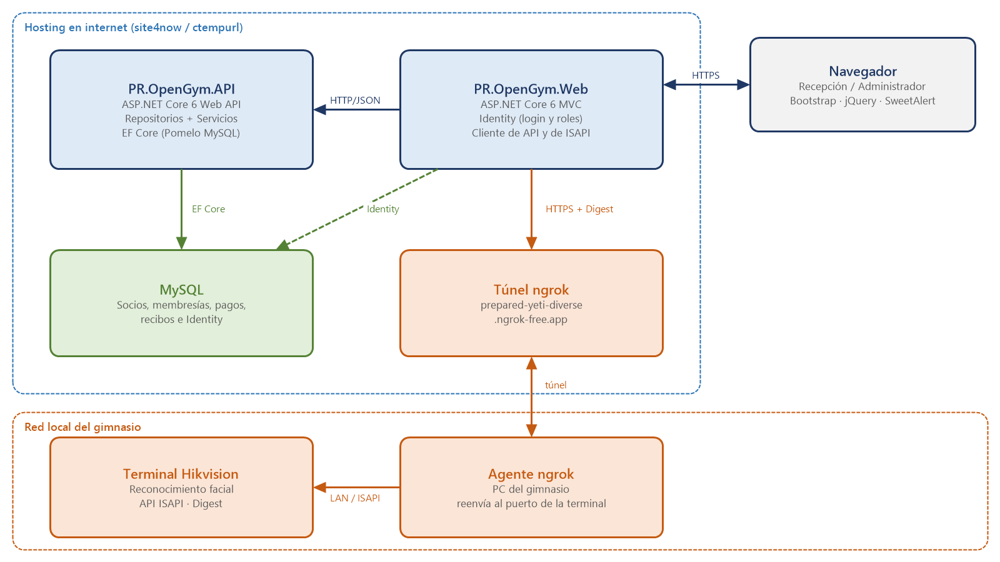 Hosting en internet (site4now / ctempurl)
PR.OpenGym.API
ASP.NET Core 6 Web API
Repositorios + Servicios
EF Core (Pomelo MySQL)
HTTP/JSON
PR.OpenGym.Web
ASP.NET Core 6 MVC
Identity (login y roles)
Cliente de API y de ISAPI
HTTPS
Navegador
Recepción / Administrador
Bootstrap · jQuery · SweetAlert
EF Core
Identity
HTTPS + Digest
MySQL
Socios, membresías, pagos,
recibos e Identity
Túnel ngrok
prepared-yeti-diverse
.ngrok-free.app
túnel
Red local del gimnasio
Terminal Hikvision
Reconocimiento facial
API ISAPI · Digest
LAN / ISAPI
Agente ngrok
PC del gimnasio
reenvía al puerto de la terminal